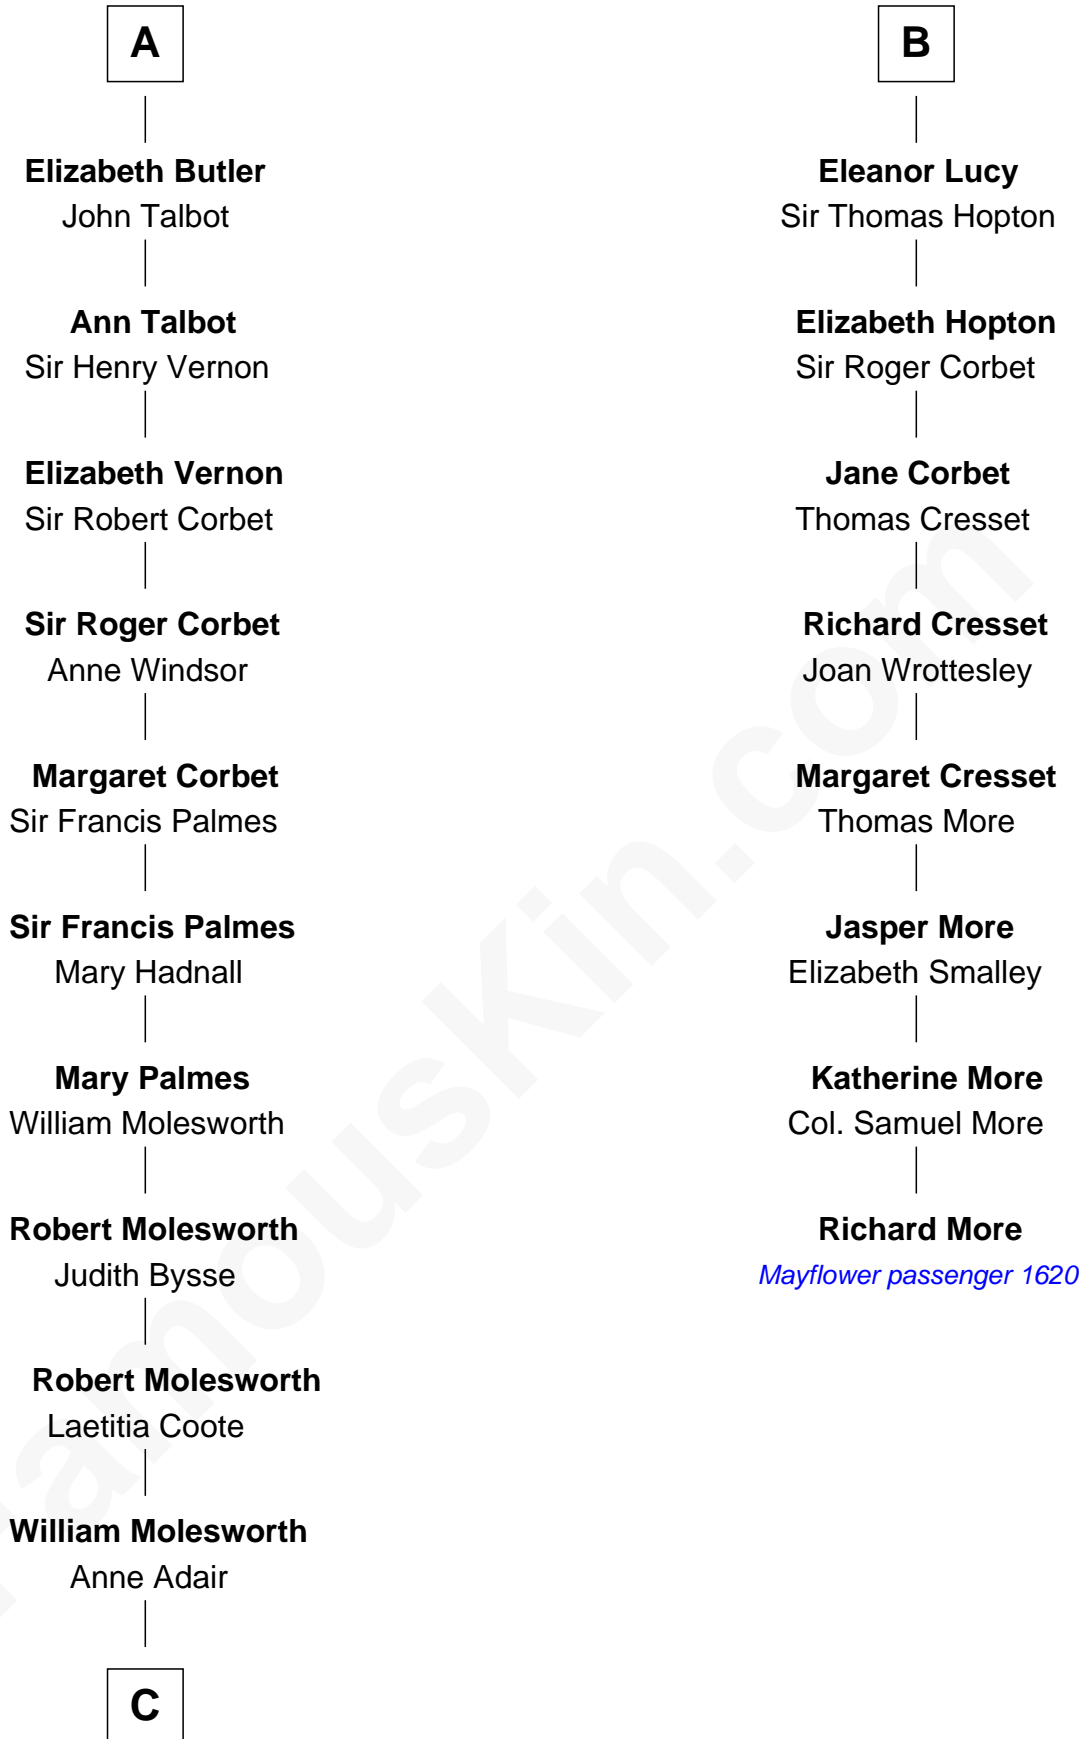 A
Elizabeth Butler
John Talbot
Ann Talbot
Sir Henry Vernon
Elizabeth Vernon
Sir Robert Corbet
Sir Roger Corbet
Anne Windsor
Margaret Corbet
Sir Francis Palmes
Sir Francis Palmes
Mary Hadnall
Mary Palmes
William Molesworth
Robert Molesworth
Judith Bysse
Robert Molesworth
Laetitia Coote
William Molesworth
Anne Adair
C
B
Eleanor Lucy
Sir Thomas Hopton
Elizabeth Hopton
Sir Roger Corbet
Jane Corbet
Thomas Cresset
Richard Cresset
Joan Wrottesley
Margaret Cresset
Thomas More
Jasper More
Elizabeth Smalley
Katherine More
Col. Samuel More
Richard More
Mayflower passenger 1620
FamousKin.com